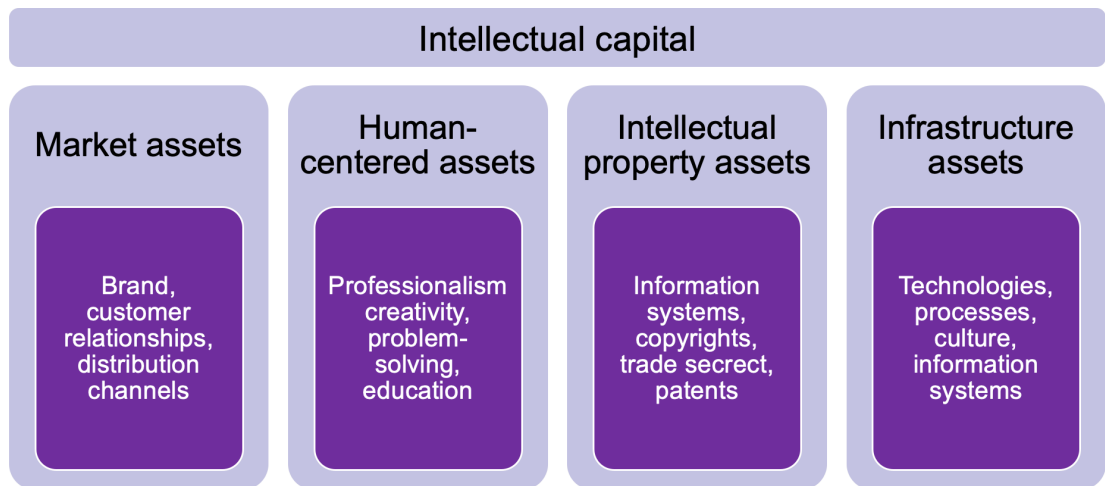 Intellectual capital
Market assets
Human-
centered assets
Intellectual
property assets
Infrastructure
assets
Brand,
customer
relationships,
distribution
channels
Professionalism
creativity,
problem-
solving,
education
Information
systems,
copyrights,
trade secrect,
patents
Technologies,
processes,
culture,
information
systems